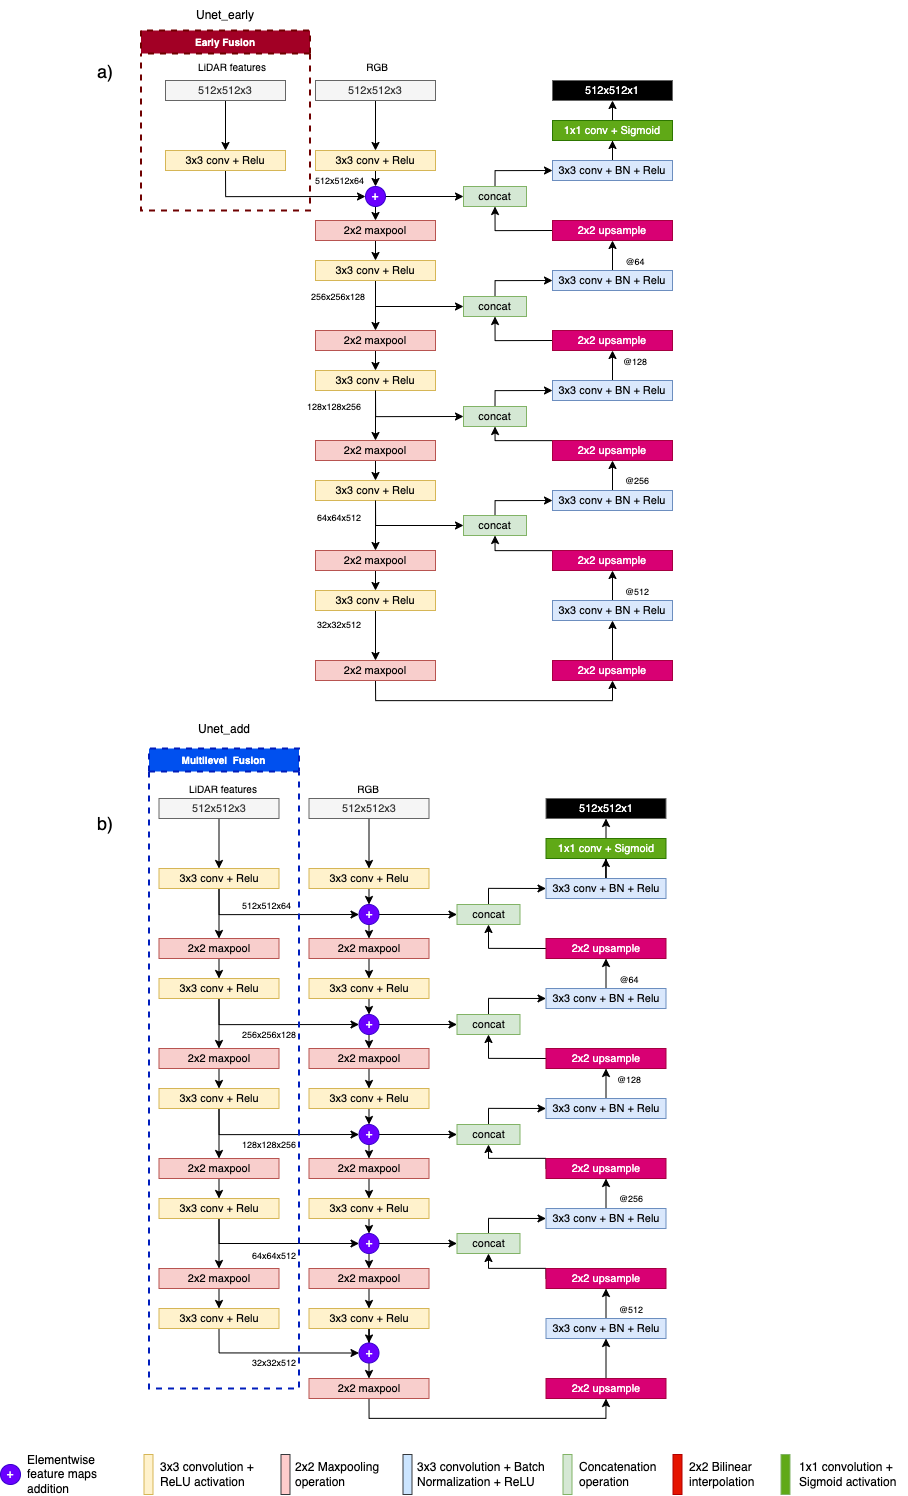 Unet_early
Early Fusion
a)
LiDAR features
RGB
512x512x3
512x512x3
512x512x1
1x1 conv + Sigmoid
3x3 conv + Relu
3x3 conv + Relu
3x3 conv + BN + Relu
512x512x64
+
concat
2x2 maxpool
2x2 upsample
@64
3x3 conv + Relu
3x3 conv + BN + Relu
256x256x128
concat
2x2 maxpool
2x2 upsample
@128
3x3 conv + Relu
3x3 conv + BN + Relu
128x128x256
concat
2x2 maxpool
2x2 upsample
@256
3x3 conv + Relu
3x3 conv + BN + Relu
64x64x512
concat
2x2 maxpool
2x2 upsample
@512
3x3 conv + Relu
3x3 conv + BN + Relu
32x32x512
2x2 maxpool
2x2 upsample
Unet_add
Multilevel Fusion
b)
LiDAR features
RGB
512x512x3
512x512x3
512x512x1
1x1 conv + Sigmoid
3x3 conv + Relu
3x3 conv + Relu
3x3 conv + BN + Relu
512x512x64
+
concat
2x2 maxpool
2x2 maxpool
2x2 upsample
@64
3x3 conv + Relu
3x3 conv + Relu
3x3 conv + BN + Relu
256x256x128
+
concat
2x2 maxpool
2x2 maxpool
2x2 upsample
@128
3x3 conv + Relu
3x3 conv + Relu
3x3 conv + BN + Relu
128x128x256
+
concat
2x2 maxpool
2x2 maxpool
2x2 upsample
@256
3x3 conv + Relu
3x3 conv + Relu
3x3 conv + BN + Relu
64x64x512
+
concat
2x2 maxpool
2x2 maxpool
2x2 upsample
@512
3x3 conv + Relu
3x3 conv + Relu
3x3 conv + BN + Relu
32x32x512
+
2x2 maxpool
2x2 upsample
+
Elementwise
feature maps
addition
3x3 convolution +
ReLU activation
2x2 Maxpooling
operation
3x3 convolution + Batch
Normalization + ReLU
Concatenation
operation
2x2 Bilinear
interpolation
1x1 convolution +
Sigmoid activation